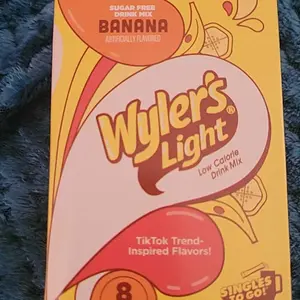 SUGAR FREE
DRINK MIX
BANANA
ARTIFICIALLY FLAVORED
Wyler's®
Light
Low Calorie
Drink Mix
TikTok Trend-
Inspired Flavors!
8
SINGLES
TO GO!